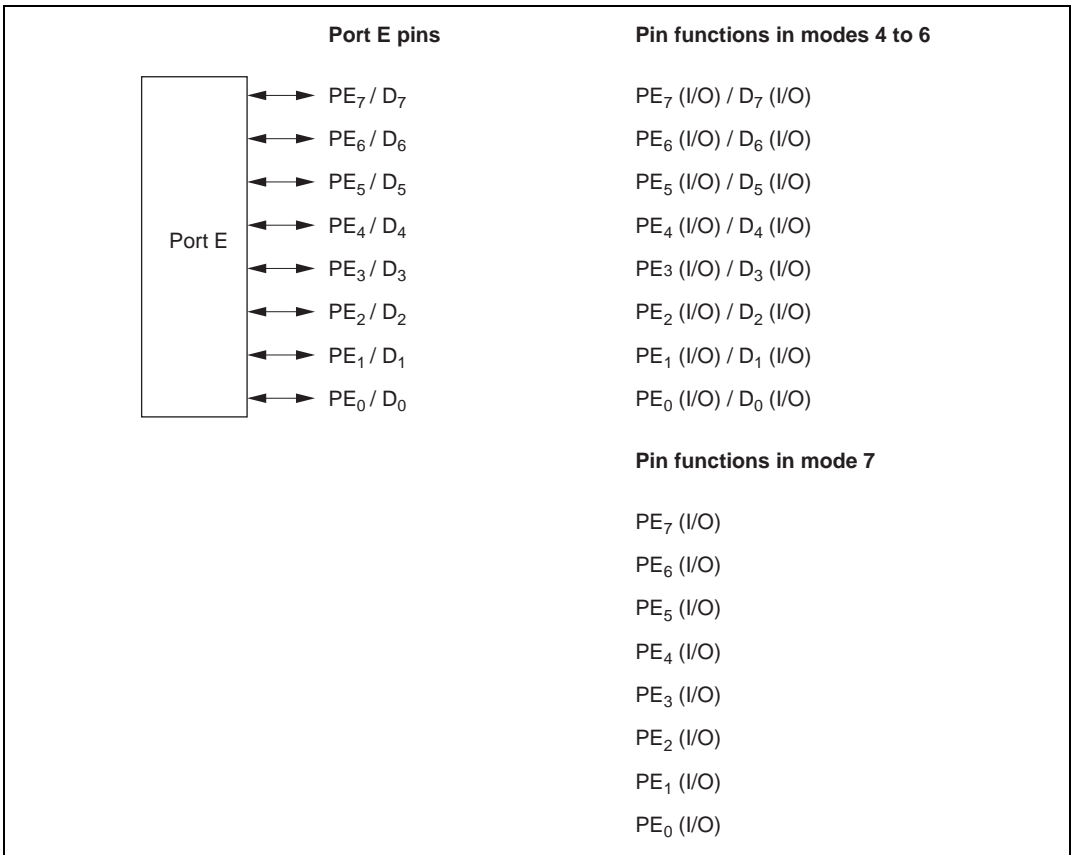 Port E pins Pin functions in modes 4 to 6
PE₇ / D₇ PE₇ (I/O) / D₇ (I/O)
PE₆ / D₆ PE₆ (I/O) / D₆ (I/O)
PE₅ / D₅ PE₅ (I/O) / D₅ (I/O)
PE₄ / D₄ PE₄ (I/O) / D₄ (I/O)
Port E
PE₃ / D₃ PE3 (I/O) / D₃ (I/O)
PE₂ / D₂ PE₂ (I/O) / D₂ (I/O)
PE₁ / D₁ PE₁ (I/O) / D₁ (I/O)
PE₀ / D₀ PE₀ (I/O) / D₀ (I/O)
Pin functions in mode 7
PE₇ (I/O)
PE₆ (I/O)
PE₅ (I/O)
PE₄ (I/O)
PE₃ (I/O)
PE₂ (I/O)
PE₁ (I/O)
PE₀ (I/O)